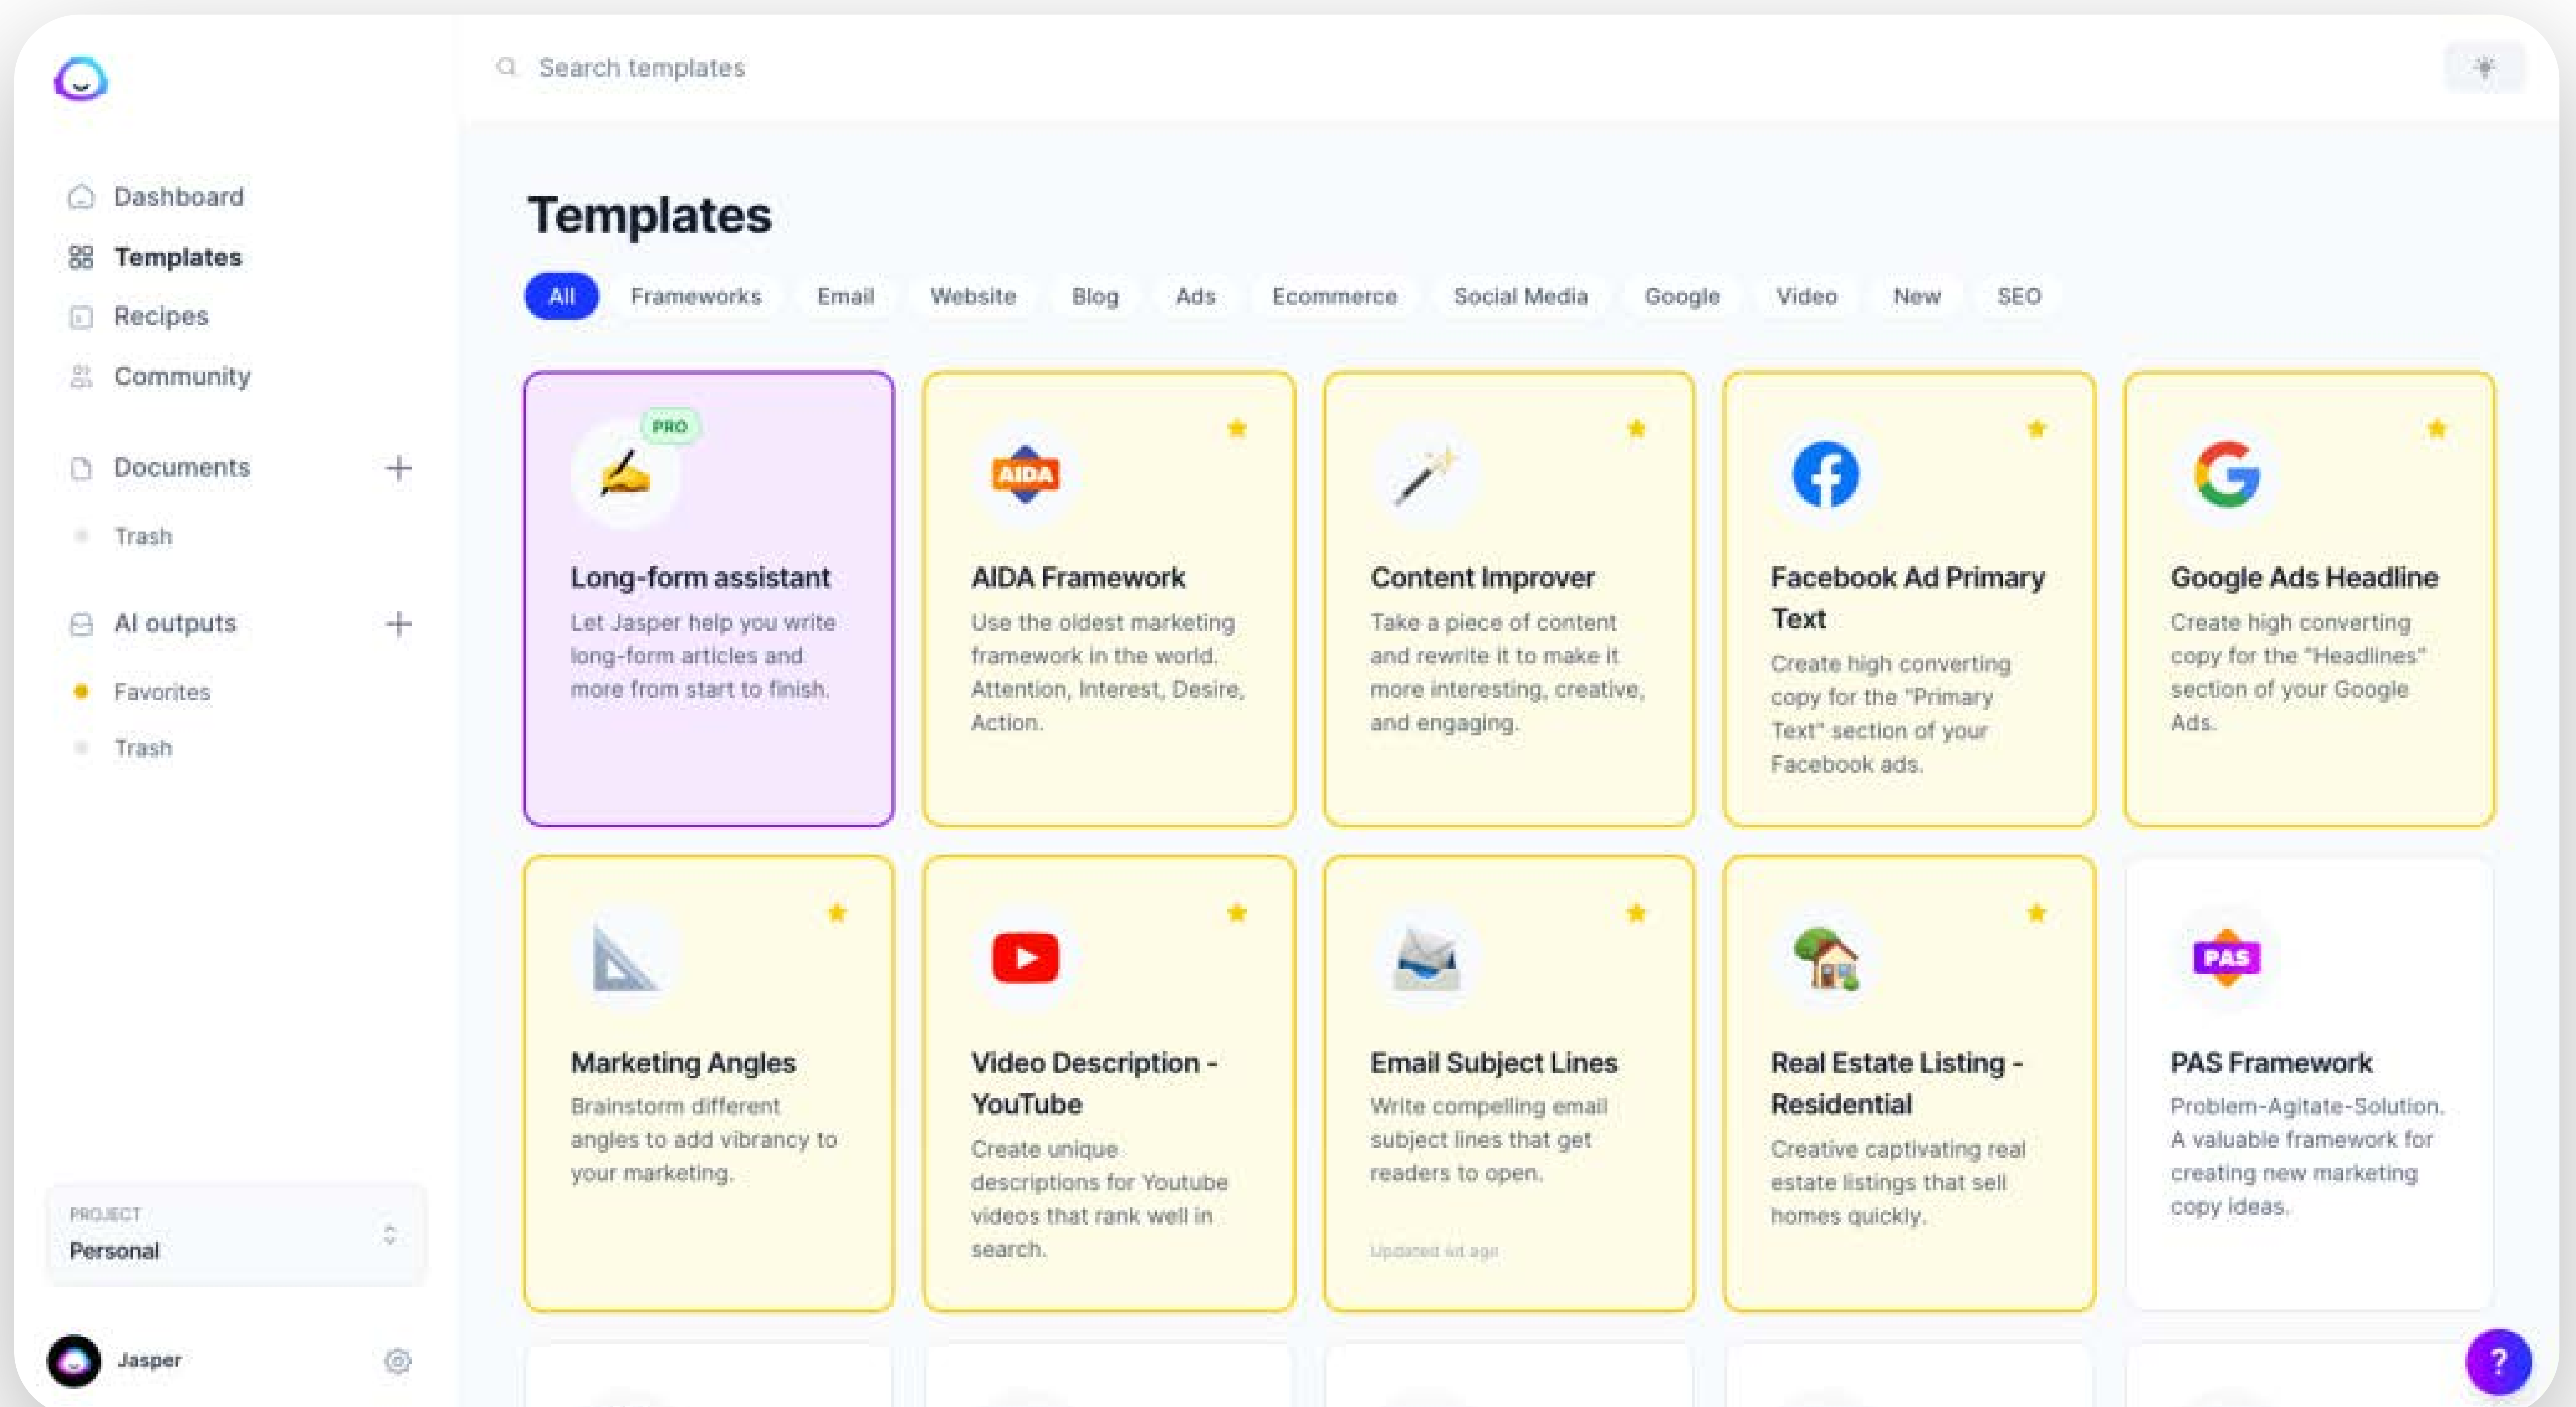 Search templates
Dashboard
Templates
Recipes
Community
Documents
Trash
AI outputs
Favorites
Trash
PROJECT
Personal
Jasper
Templates
All Frameworks Email Website Blog Ads Ecommerce Social Media Google Video New SEO
PRO
Long-form assistant
Let Jasper help you write
long-form articles and
more from start to finish.
AIDA
AIDA Framework
Use the oldest marketing
framework in the world.
Attention, Interest, Desire,
Action.
Content Improver
Take a piece of content
and rewrite it to make it
more interesting, creative,
and engaging.
Facebook Ad Primary
Text
Create high converting
copy for the "Primary
Text" section of your
Facebook ads.
Google Ads Headline
Create high converting
copy for the "Headlines"
section of your Google
Ads.
Marketing Angles
Brainstorm different
angles to add vibrancy to
your marketing.
Video Description -
YouTube
Create unique
descriptions for Youtube
videos that rank well in
search.
Email Subject Lines
Write compelling email
subject lines that get
readers to open.
Updated ago
Real Estate Listing -
Residential
Creative captivating real
estate listings that sell
homes quickly.
PAS
PAS Framework
Problem-Agitate-Solution.
A valuable framework for
creating new marketing
copy ideas.
?